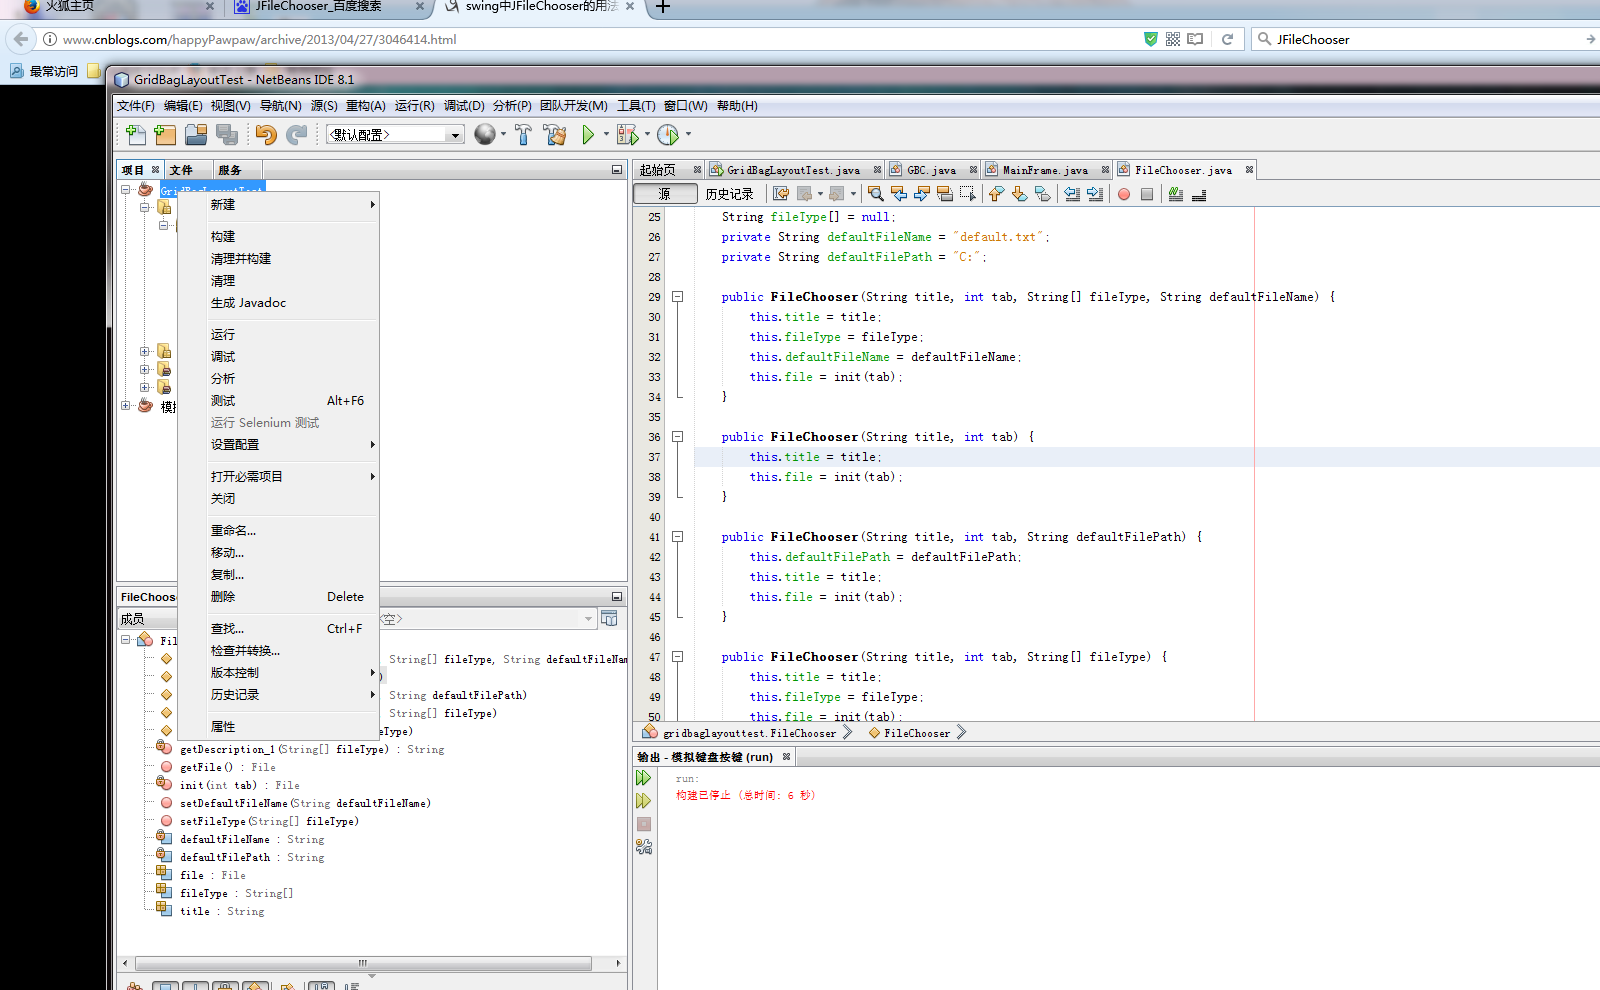 火狐主页
JFileChooser_百度搜索
swing中JFileChooser的用法
www.cnblogs.com/happyPawpaw/archive/2013/04/27/3046414.html
JFileChooser
最常访问
GridBagLayoutTest - NetBeans IDE 8.1
文件(F) 编辑(E) 视图(V) 导航(N) 源(S) 重构(A) 运行(R) 调试(D) 分析(P) 团队开发(M) 工具(T) 窗口(W) 帮助(H)
<默认配置>
项目 文件 服务
GridBagLayoutTest
新建
构建
清理并构建
清理
生成 Javadoc
运行
调试
分析
测试 Alt+F6
运行 Selenium 测试
设置配置
打开必需项目
关闭
重命名...
移动...
复制...
删除 Delete
查找... Ctrl+F
检查并转换...
版本控制
历史记录
属性
起始页 GridBagLayoutTest.java GBC.java MainFrame.java FileChooser.java
源 历史记录
25 String fileType[] = null;
26 private String defaultFileName = "default.txt";
27 private String defaultFilePath = "C:";
28
29 public FileChooser(String title, int tab, String[] fileType, String defaultFileName) {
30 this.title = title;
31 this.fileType = fileType;
32 this.defaultFileName = defaultFileName;
33 this.file = init(tab);
34 }
35
36 public FileChooser(String title, int tab) {
37 this.title = title;
38 this.file = init(tab);
39 }
40
41 public FileChooser(String title, int tab, String defaultFilePath) {
42 this.defaultFilePath = defaultFilePath;
43 this.title = title;
44 this.file = init(tab);
45 }
46
47 public FileChooser(String title, int tab, String[] fileType) {
48 this.title = title;
49 this.fileType = fileType;
50 this.file = init(tab);
gridbaglayouttest.FileChooser FileChooser
成员 <空>
String[] fileType, String defaultFileNam
)
String defaultFilePath)
String[] fileType)
leType)
getDescription_1(String[] fileType) : String
getFile() : File
init(int tab) : File
setDefaultFileName(String defaultFileName)
setFileType(String[] fileType)
defaultFileName : String
defaultFilePath : String
file : File
fileType : String[]
title : String
输出 - 模拟键盘按键 (run)
run:
构建已停止 (总时间: 6 秒)